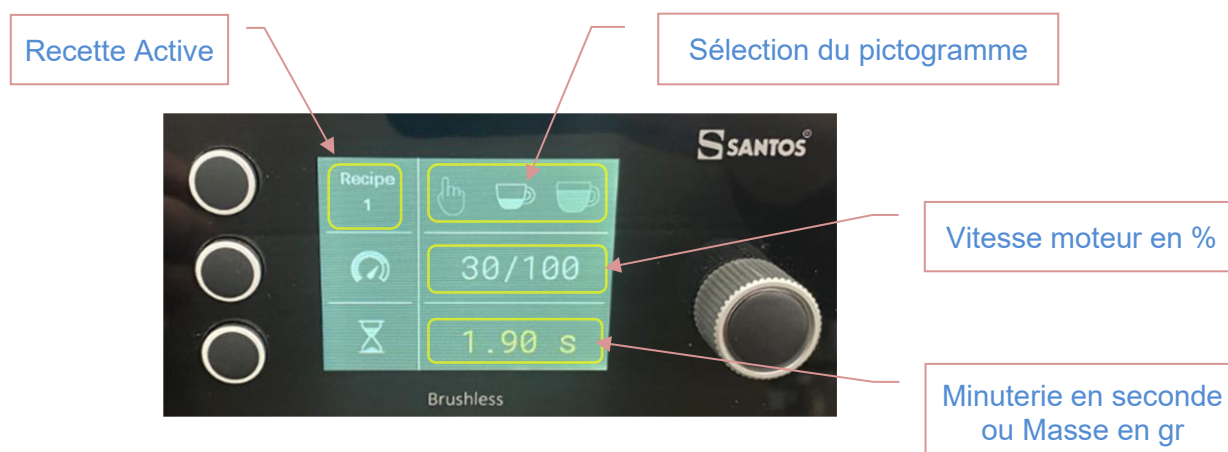 Recette Active
Sélection du pictogramme
SANTOS®
Recipe
1
30/100
Vitesse moteur en %
1.90 s
Brushless
Minuterie en seconde
ou Masse en gr